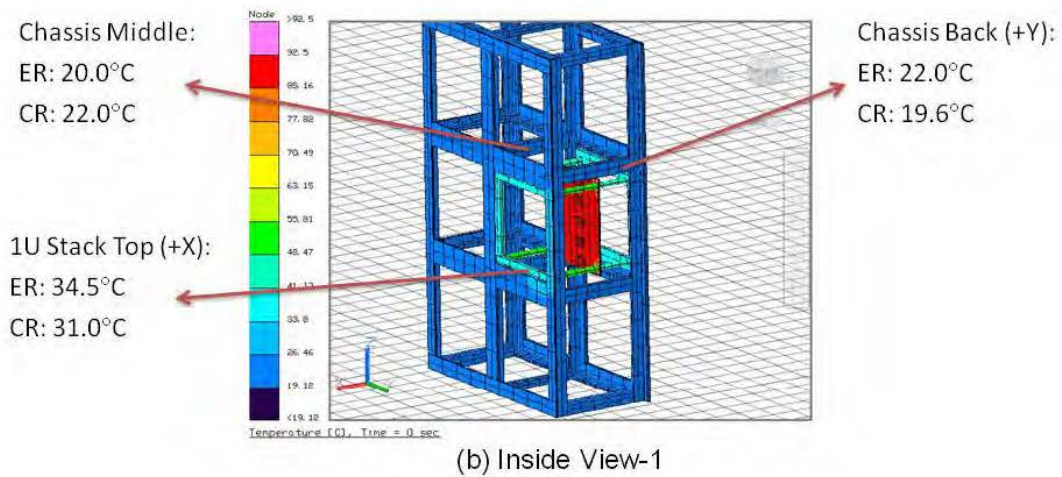 Chassis Middle:
ER: 20.0°C
CR: 22.0°C
1U Stack Top (+X):
ER: 34.5°C
CR: 31.0°C
Node
>92.5
92.5
85.16
77.82
70.49
63.15
55.81
48.47
41.13
33.8
26.46
19.12
<19.12
Temperature [C], Time = 0 sec
Chassis Back (+Y):
ER: 22.0°C
CR: 19.6°C
(b) Inside View-1